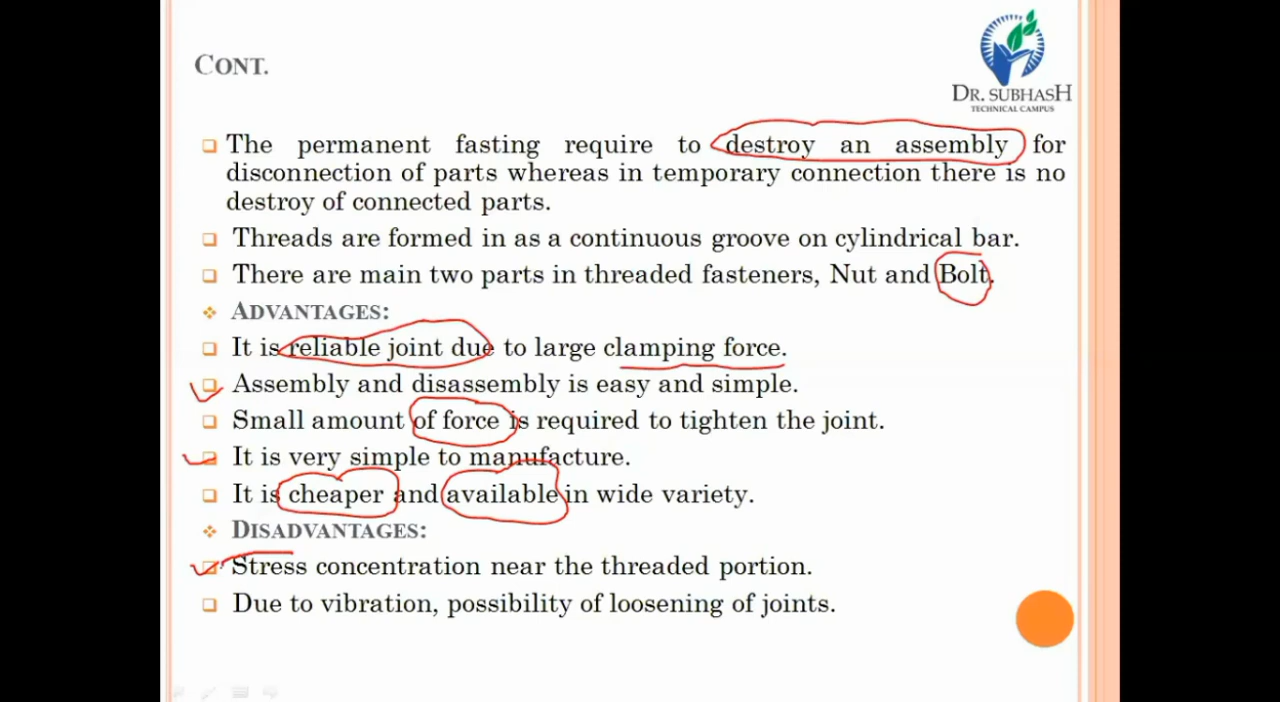 CONT.
DR. SUBHASH
TECHNICAL CAMPUS
The permanent fasting require to destroy an assembly for
disconnection of parts whereas in temporary connection there is no
destroy of connected parts.
Threads are formed in as a continuous groove on cylindrical bar.
There are main two parts in threaded fasteners, Nut and Bolt.
ADVANTAGES:
It is reliable joint due to large clamping force.
Assembly and disassembly is easy and simple.
Small amount of force is required to tighten the joint.
It is very simple to manufacture.
It is cheaper and available in wide variety.
DISADVANTAGES:
Stress concentration near the threaded portion.
Due to vibration, possibility of loosening of joints.